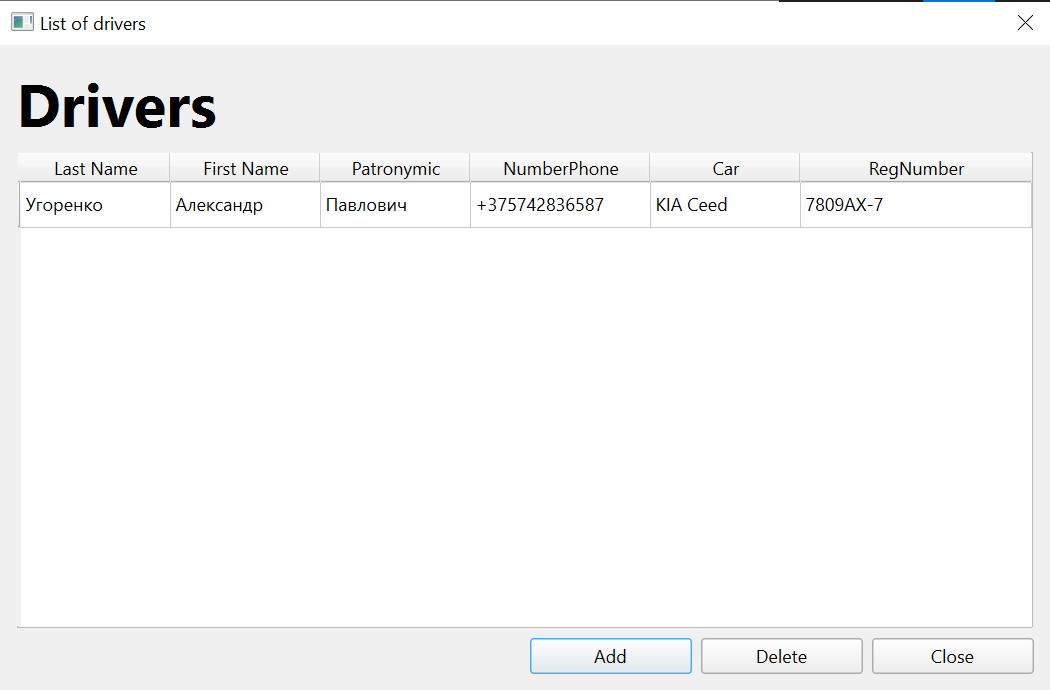 List of drivers
Drivers
Last Name First Name Patronymic NumberPhone Car RegNumber
Угоренко Александр Павлович +375742836587 KIA Ceed 7809AX-7
Add Delete Close